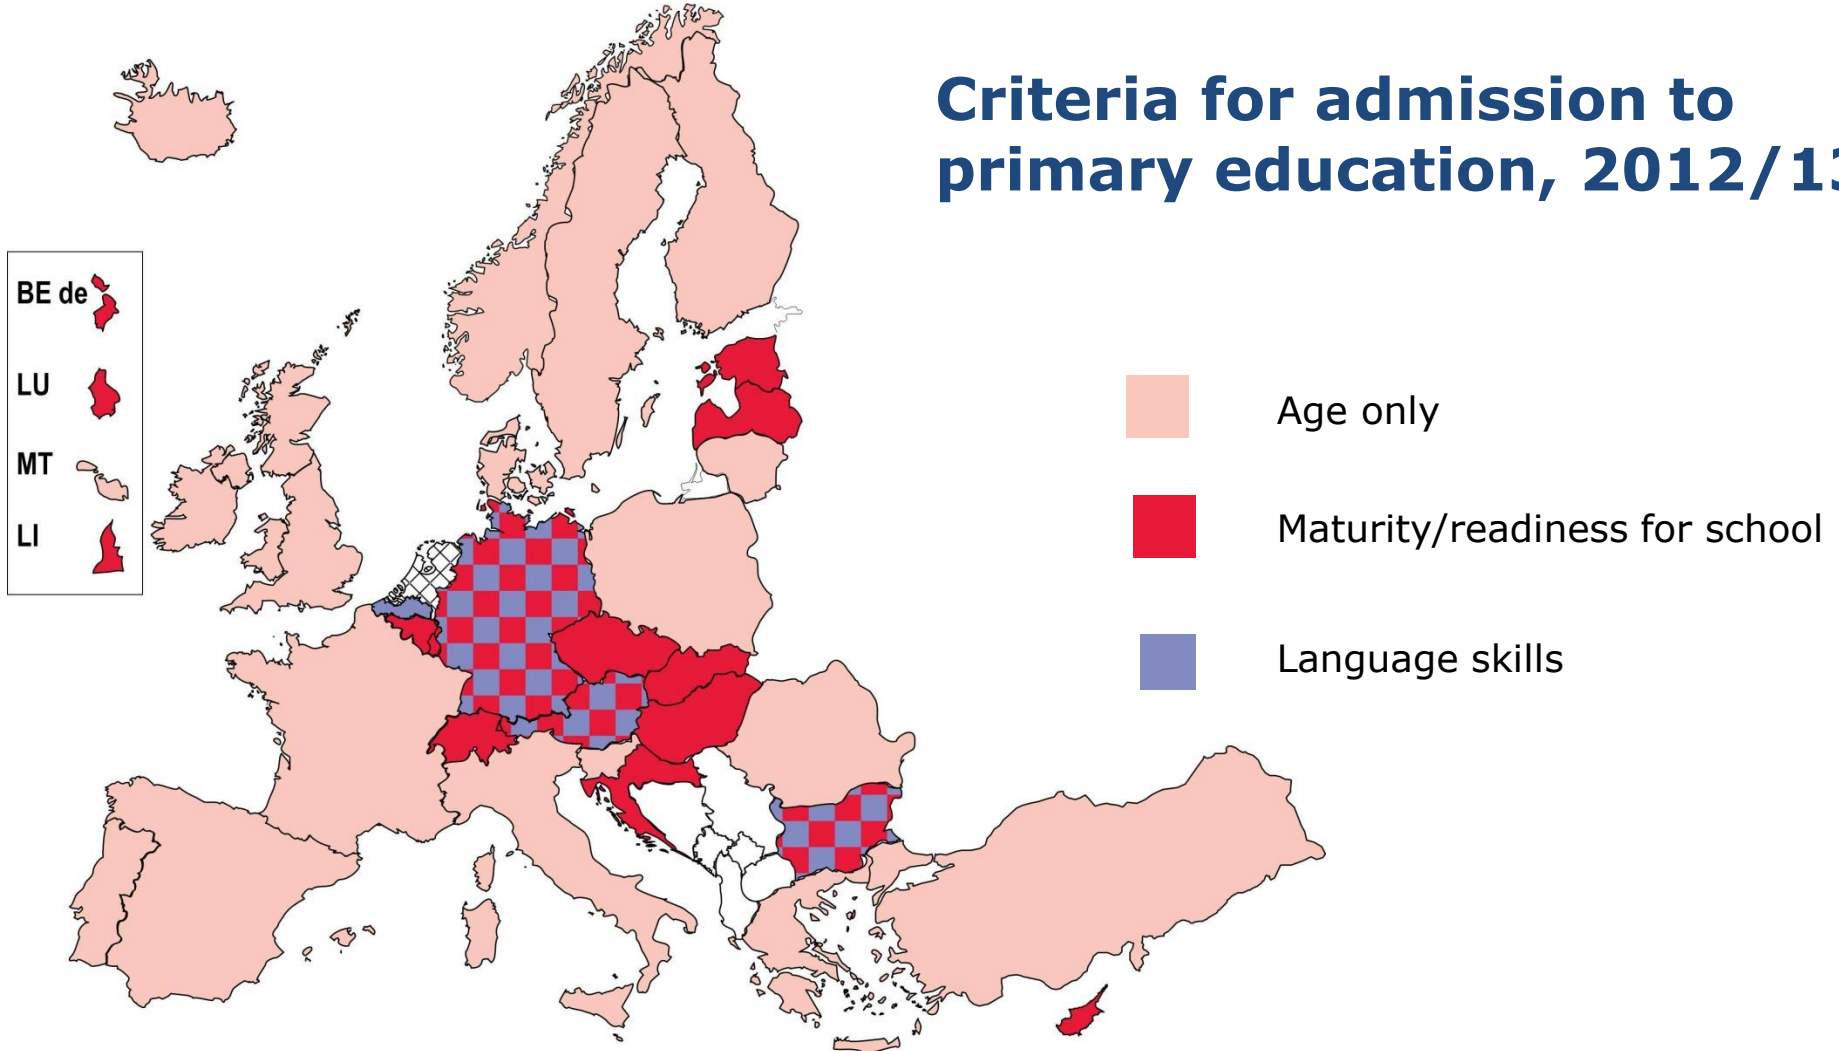 Criteria for admission to
primary education, 2012/13
BE de
LU
MT
LI
Age only
Maturity/readiness for school
Language skills